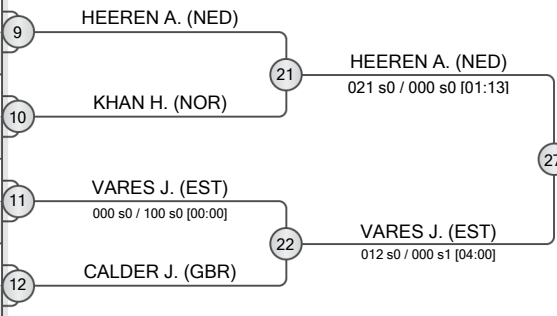 HEEREN A. (NED)
9
21
HEEREN A. (NED)
021 s0 / 000 s0 [01:13]
KHAN H. (NOR)
10
27
VARES J. (EST)
11
000 s0 / 100 s0 [00:00]
22
VARES J. (EST)
012 s0 / 000 s1 [04:00]
CALDER J. (GBR)
12